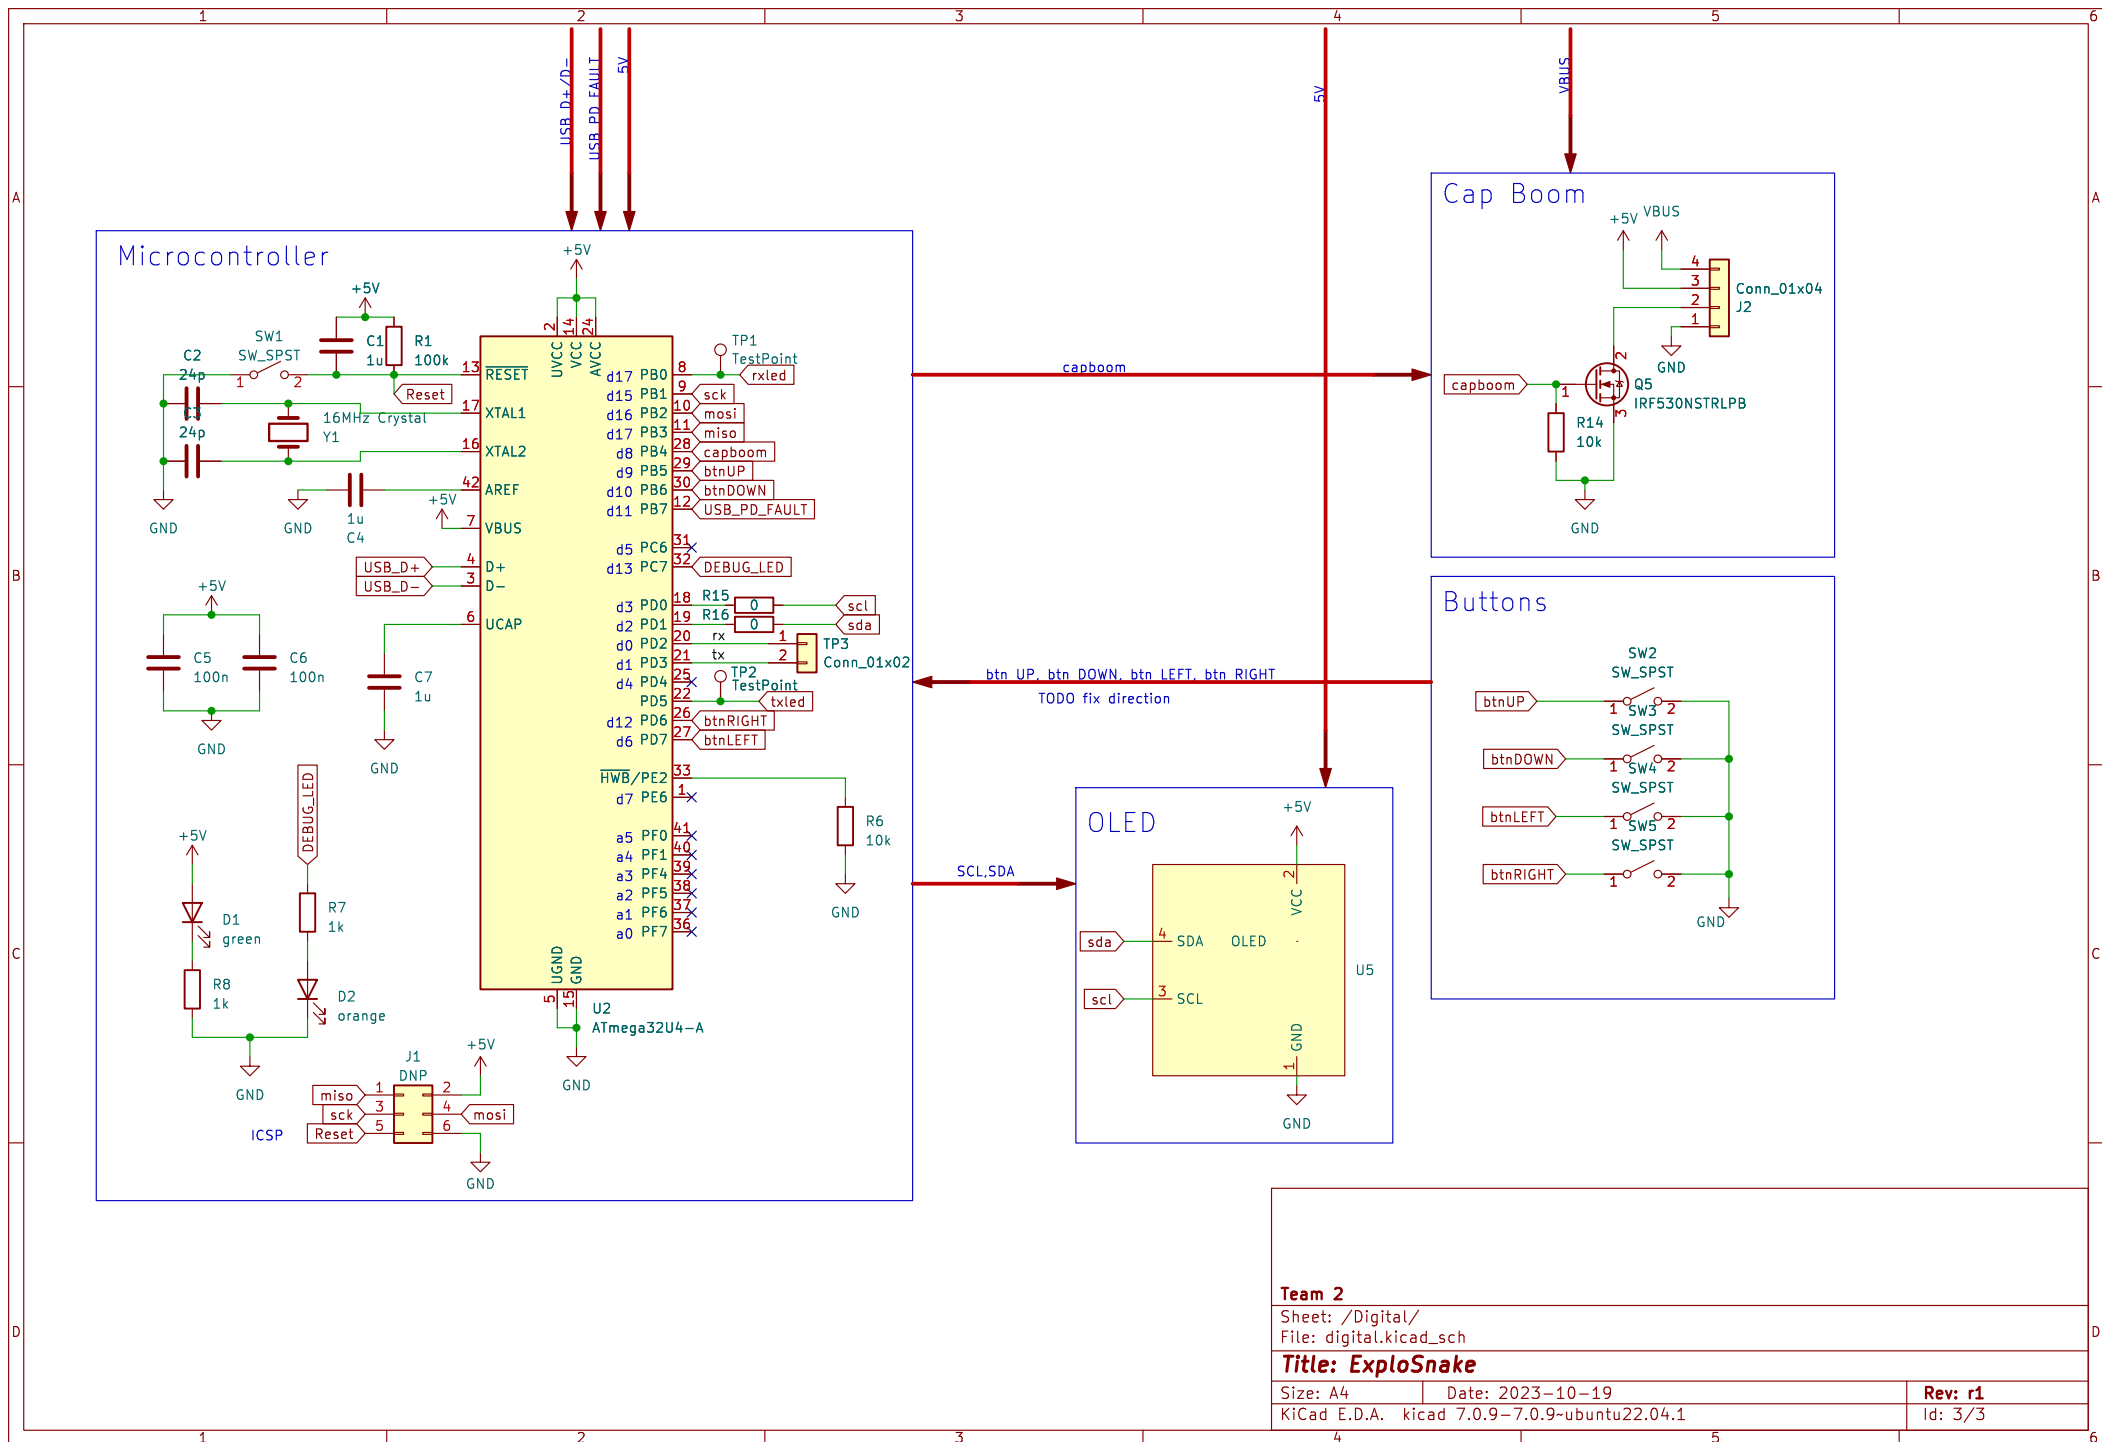 1 2 3 4 5 6
A
B
C
D
USB D+/D-
USB PD FAULT
5V
5V
VBUS
Microcontroller
+5V
+5V
SW1
SW_SPST
1 2
C1
1u
R1
100k
C2
24p
C3
24p
Reset
16MHz Crystal
Y1
GND
GND
1u
C4
+5V
USB_D+
USB_D-
+5V
C5
100n
C6
100n
GND
C7
1u
GND
2 UVCC
14 VCC
24 AVCC
13 RESET
17 XTAL1
16 XTAL2
42 AREF
7 VBUS
4 D+
3 D-
6 UCAP
5 UGND
15 GND
U2
ATmega32U4-A
GND
d17 PB0 8
d15 PB1 9 sck
d16 PB2 10 mosi
d17 PB3 11 miso
d8 PB4 28 capboom
d9 PB5 29 btnUP
d10 PB6 30 btnDOWN
d11 PB7 12 USB_PD_FAULT
d5 PC6 31
d13 PC7 32 DEBUG_LED
d3 PD0 18
d2 PD1 19
d0 PD2 20 rx
d1 PD3 21 tx
d4 PD4 25
PD5 22
d12 PD6 26 btnRIGHT
d6 PD7 27 btnLEFT
HWB/PE2 33
d7 PE6 1
a5 PF0 41
a4 PF1 40
a3 PF4 39
a2 PF5 38
a1 PF6 37
a0 PF7 36
TP1
TestPoint
rxled
R15 0 scl
R16 0 sda
1 TP3
2 Conn_01x02
TP2
TestPoint
txled
R6
10k
GND
DEBUG_LED
+5V
D1
green
R7
1k
R8
1k
D2
orange
GND
J1
DNP
+5V
miso 1 2
sck 3 4 mosi
Reset 5 6
ICSP
GND
capboom
btn UP, btn DOWN, btn LEFT, btn RIGHT
TODO fix direction
SCL,SDA
Cap Boom
+5V VBUS
4
3
2
1
Conn_01x04
J2
GND
capboom
1
2
3
Q5
IRF530NSTRLPB
R14
10k
GND
Buttons
SW2
SW_SPST
btnUP 1 2
SW3
SW_SPST
btnDOWN 1 2
SW4
SW_SPST
btnLEFT 1 2
SW5
SW_SPST
btnRIGHT 1 2
GND
OLED
+5V
2 VCC
sda 4 SDA OLED
U5
scl 3 SCL
1 GND
GND
Team 2
Sheet: /Digital/
File: digital.kicad_sch
Title: ExploSnake
Size: A4 Date: 2023-10-19 Rev: r1
KiCad E.D.A. kicad 7.0.9-7.0.9~ubuntu22.04.1 Id: 3/3
A
B
C
D
1 2 3 4 5 6